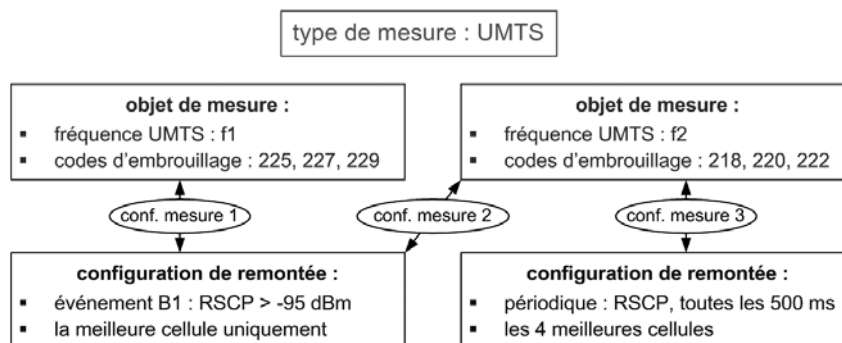 type de mesure : UMTS
objet de mesure :
▪ fréquence UMTS : f1
▪ codes d'embrouillage : 225, 227, 229
objet de mesure :
▪ fréquence UMTS : f2
▪ codes d'embrouillage : 218, 220, 222
conf. mesure 1
conf. mesure 2
conf. mesure 3
configuration de remontée :
▪ événement B1 : RSCP > -95 dBm
▪ la meilleure cellule uniquement
configuration de remontée :
▪ périodique : RSCP, toutes les 500 ms
▪ les 4 meilleures cellules